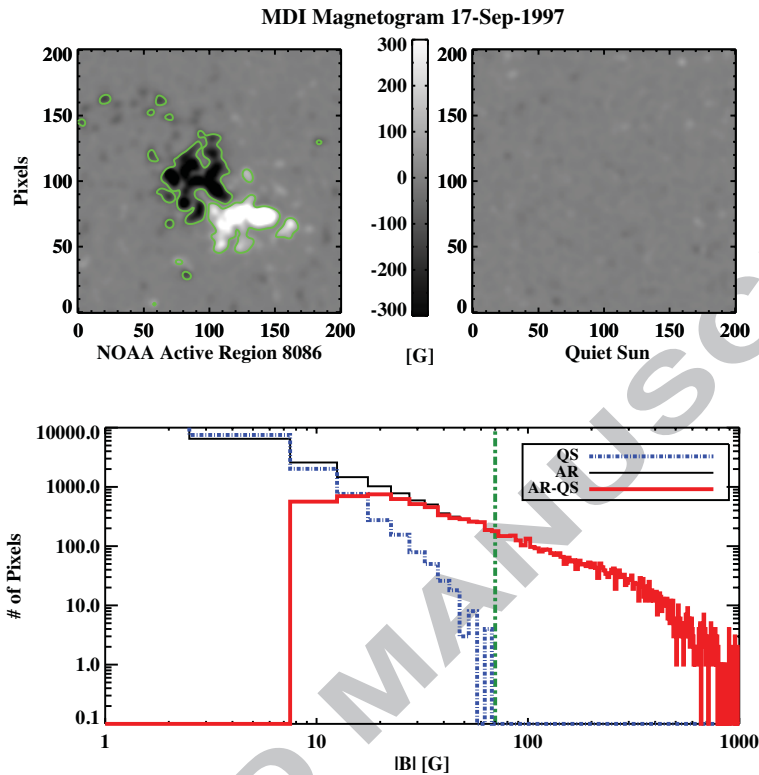 MDI Magnetogram 17-Sep-1997
200
150
100
50
0
Pixels
0 50 100 150 200
NOAA Active Region 8086
300
200
100
0
-100
-200
-300
[G]
200
150
100
50
0
0 50 100 150 200
Quiet Sun
10000.0
1000.0
100.0
10.0
1.0
0.1
# of Pixels
QS
AR
AR-QS
1 10 100 1000
|B| [G]
D MANUSC